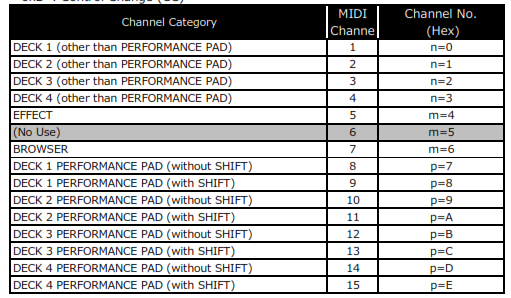 Channel Category MIDI Channe Channel No. (Hex)
DECK 1 (other than PERFORMANCE PAD) 1 n=0
DECK 2 (other than PERFORMANCE PAD) 2 n=1
DECK 3 (other than PERFORMANCE PAD) 3 n=2
DECK 4 (other than PERFORMANCE PAD) 4 n=3
EFFECT 5 m=4
(No Use) 6 m=5
BROWSER 7 m=6
DECK 1 PERFORMANCE PAD (without SHIFT) 8 p=7
DECK 1 PERFORMANCE PAD (with SHIFT) 9 p=8
DECK 2 PERFORMANCE PAD (without SHIFT) 10 p=9
DECK 2 PERFORMANCE PAD (with SHIFT) 11 p=A
DECK 3 PERFORMANCE PAD (without SHIFT) 12 p=B
DECK 3 PERFORMANCE PAD (with SHIFT) 13 p=C
DECK 4 PERFORMANCE PAD (without SHIFT) 14 p=D
DECK 4 PERFORMANCE PAD (with SHIFT) 15 p=E